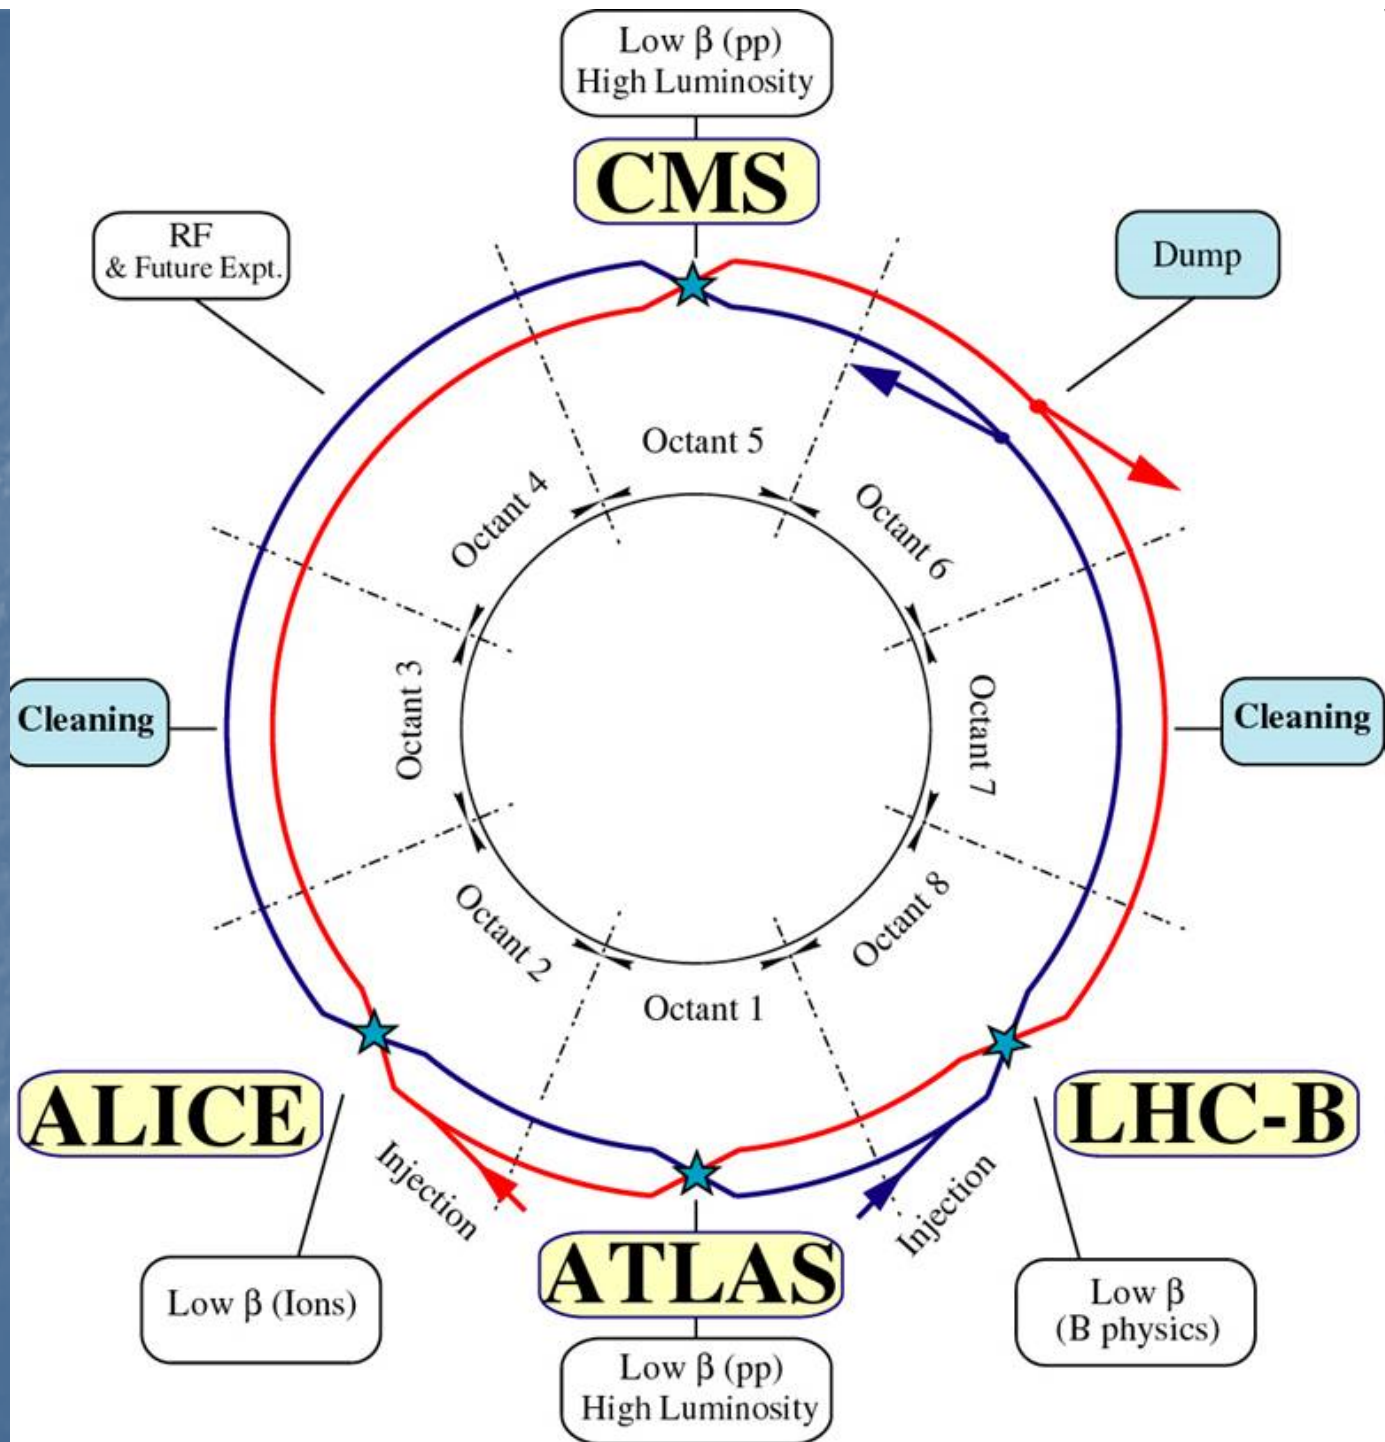 Low β (pp)
High Luminosity
CMS
RF
& Future Expt.
Dump
Octant 5
Octant 4
Octant 6
Octant 3
Octant 7
Cleaning
Cleaning
Octant 2
Octant 8
Octant 1
ALICE
LHC-B
Injection
Injection
ATLAS
Low β (Ions)
Low β
(B physics)
Low β (pp)
High Luminosity